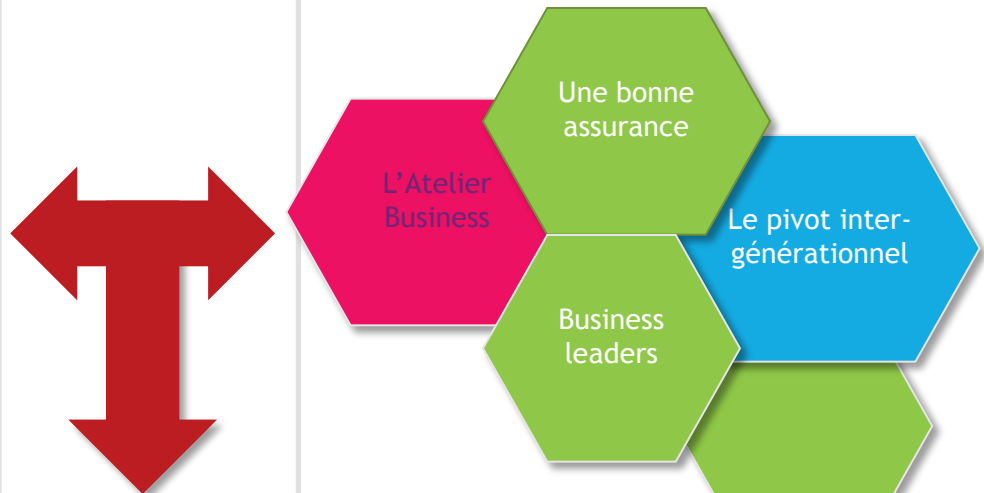 Une bonne
assurance
L'Atelier
Business
Le pivot inter-
générationnel
Business
leaders